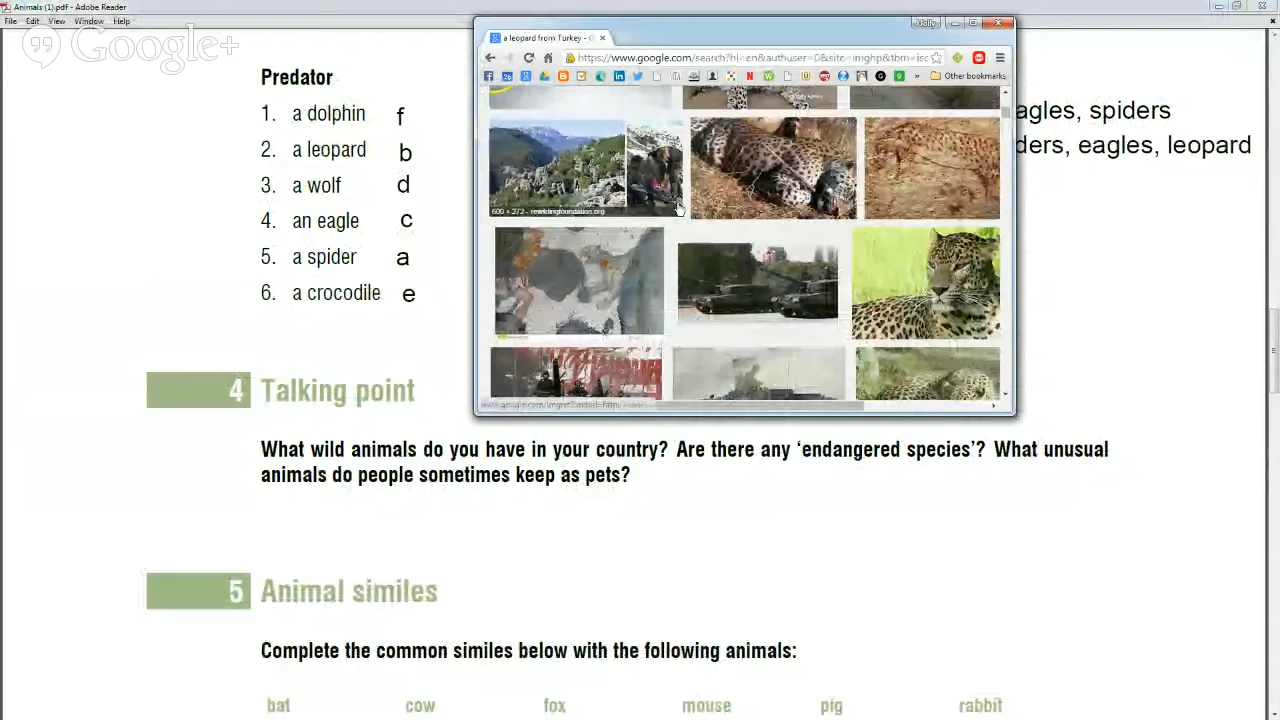 Animals (1).pdf - Adobe Reader
File Edit View Window Help
Google+
Holly
a leopard from Turkey - G
https://www.google.com/search?hl=en&authuser=0&site=imghp&tbm=isc
Other bookmarks
600 × 272 - rewildingfoundation.org
Predator
1. a dolphin f
2. a leopard b
3. a wolf d
4. an eagle c
5. a spider a
6. a crocodile e
agles, spiders
ders, eagles, leopard
4 Talking point
What wild animals do you have in your country? Are there any ‘endangered species’? What unusual
animals do people sometimes keep as pets?
5 Animal similes
Complete the common similes below with the following animals:
bat cow fox mouse pig rabbit